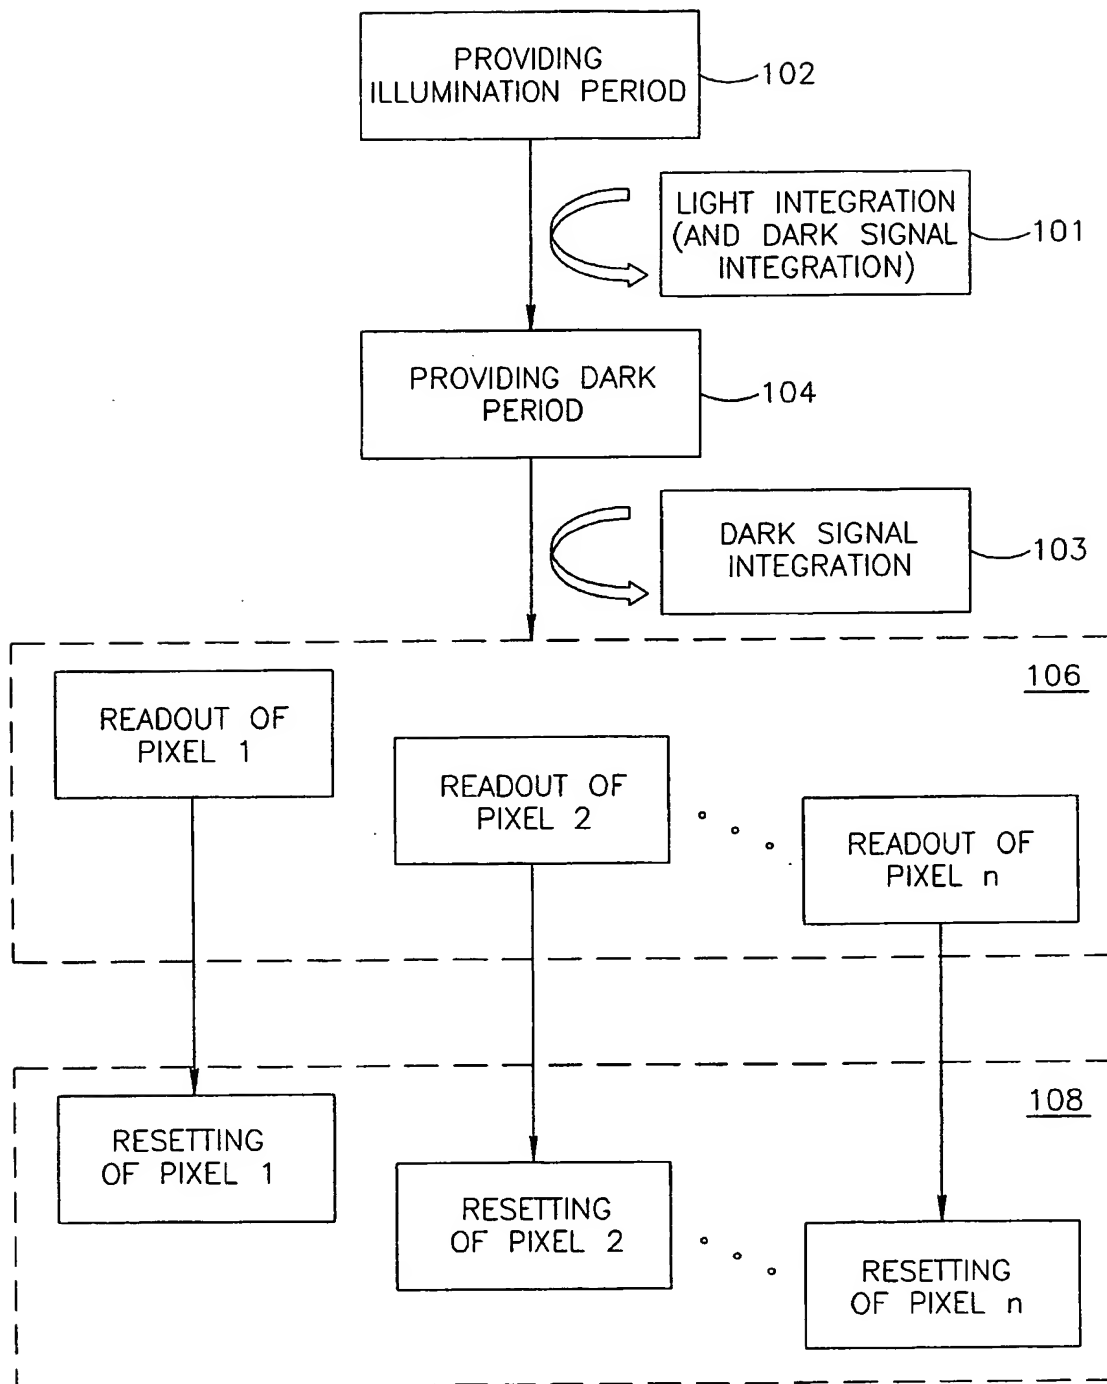 PROVIDING
ILLUMINATION PERIOD
102
LIGHT INTEGRATION
(AND DARK SIGNAL
INTEGRATION)
101
PROVIDING DARK
PERIOD
104
DARK SIGNAL
INTEGRATION
103
106
READOUT OF
PIXEL 1
READOUT OF
PIXEL 2
READOUT OF
PIXEL n
108
RESETTING
OF PIXEL 1
RESETTING
OF PIXEL 2
RESETTING
OF PIXEL n